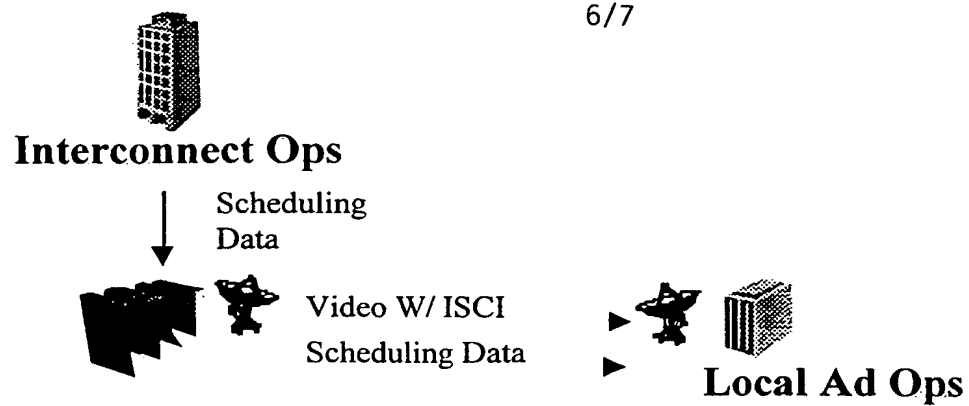 6/7
Interconnect Ops
Scheduling
Data
Video W/ ISCI
Scheduling Data
Local Ad Ops